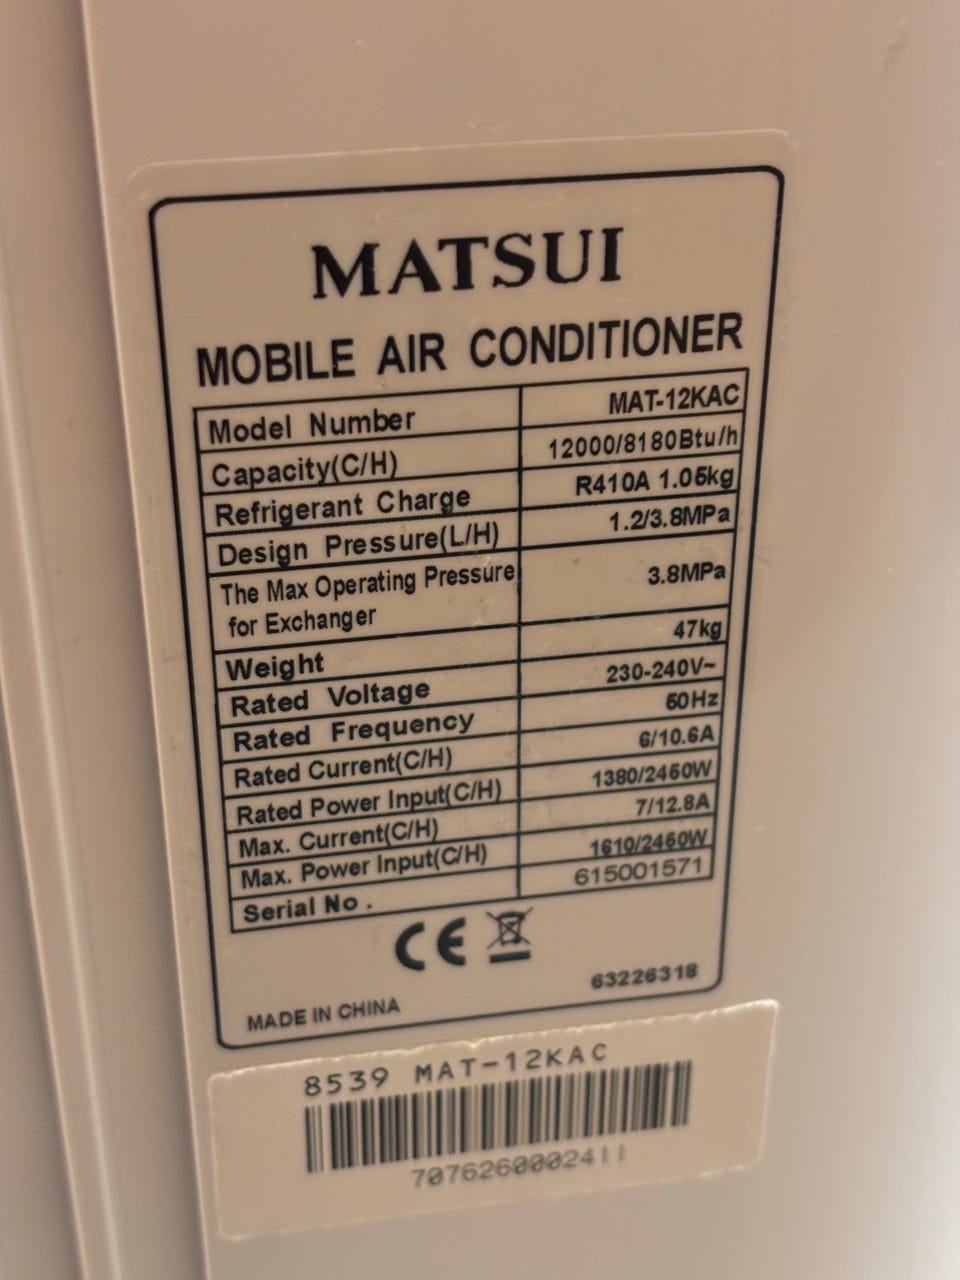 MATSUI
MOBILE AIR CONDITIONER
Model Number MAT-12KAC
Capacity(C/H) 12000/8180Btu/h
Refrigerant Charge R410A 1.05kg
Design Pressure(L/H) 1.2/3.8MPa
The Max Operating Pressure
for Exchanger 3.8MPa
Weight 47kg
Rated Voltage 230-240V~
Rated Frequency 50Hz
Rated Current(C/H) 6/10.6A
Rated Power Input(C/H) 1380/2450W
Max. Current(C/H) 7/12.8A
Max. Power Input(C/H) 1610/2450W
Serial No. 615001571
CE
63226318
MADE IN CHINA
8539 MAT-12KAC
7076260002411